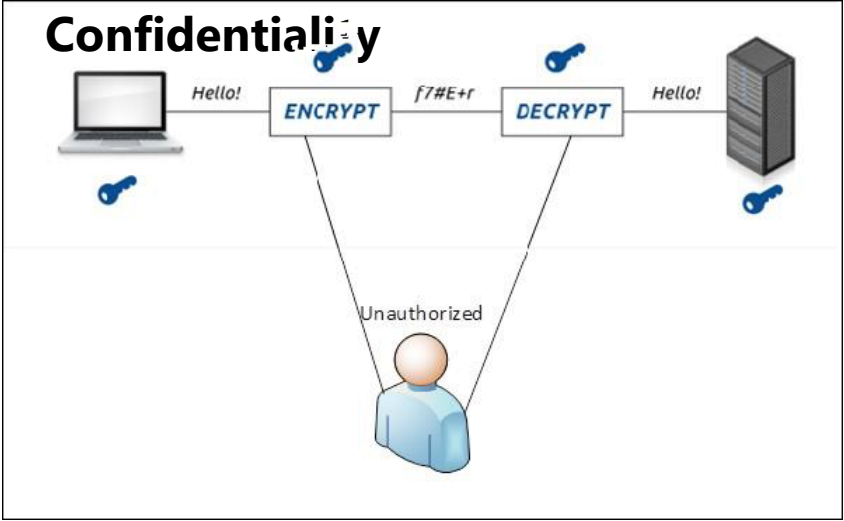 Confidentiality
Hello!
ENCRYPT
f7#E+r
DECRYPT
Hello!
Unauthorized